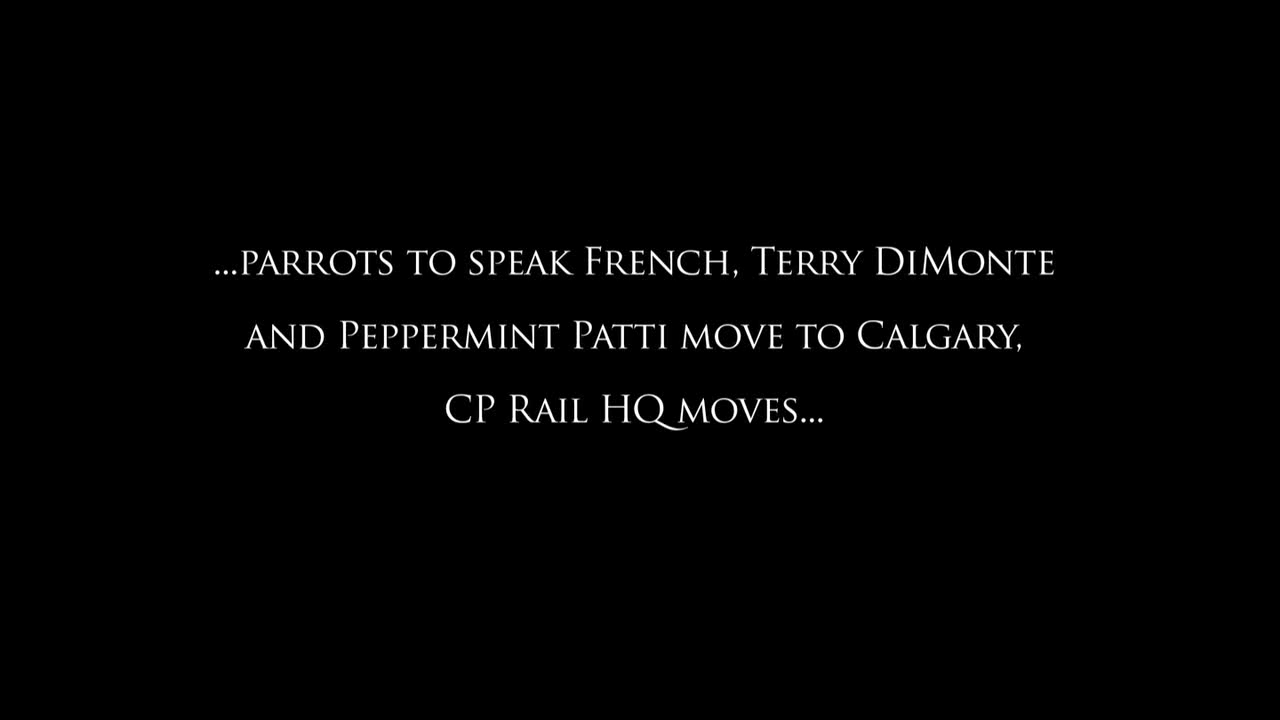 ...parrots to speak French, Terry DiMonte
and Peppermint Patti move to Calgary,
CP Rail HQ moves...